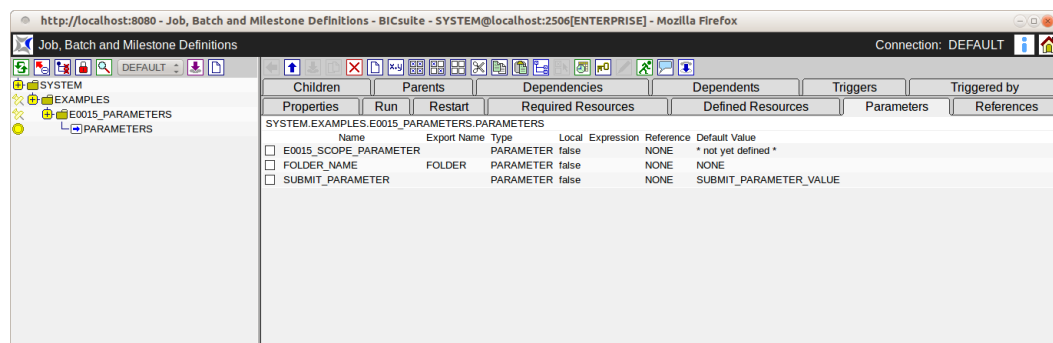 http://localhost:8080 - Job, Batch and Milestone Definitions - BICsuite - SYSTEM@localhost:2506[ENTERPRISE] - Mozilla Firefox
Job, Batch and Milestone Definitions
Connection: DEFAULT
DEFAULT
SYSTEM
EXAMPLES
E0015_PARAMETERS
PARAMETERS
Children Parents Dependencies Dependents Triggers Triggered by
Properties Run Restart Required Resources Defined Resources Parameters References
SYSTEM.EXAMPLES.E0015_PARAMETERS.PARAMETERS
Name Export Name Type Local Expression Reference Default Value
E0015_SCOPE_PARAMETER PARAMETER false NONE * not yet defined *
FOLDER_NAME FOLDER PARAMETER false NONE NONE
SUBMIT_PARAMETER PARAMETER false NONE SUBMIT_PARAMETER_VALUE